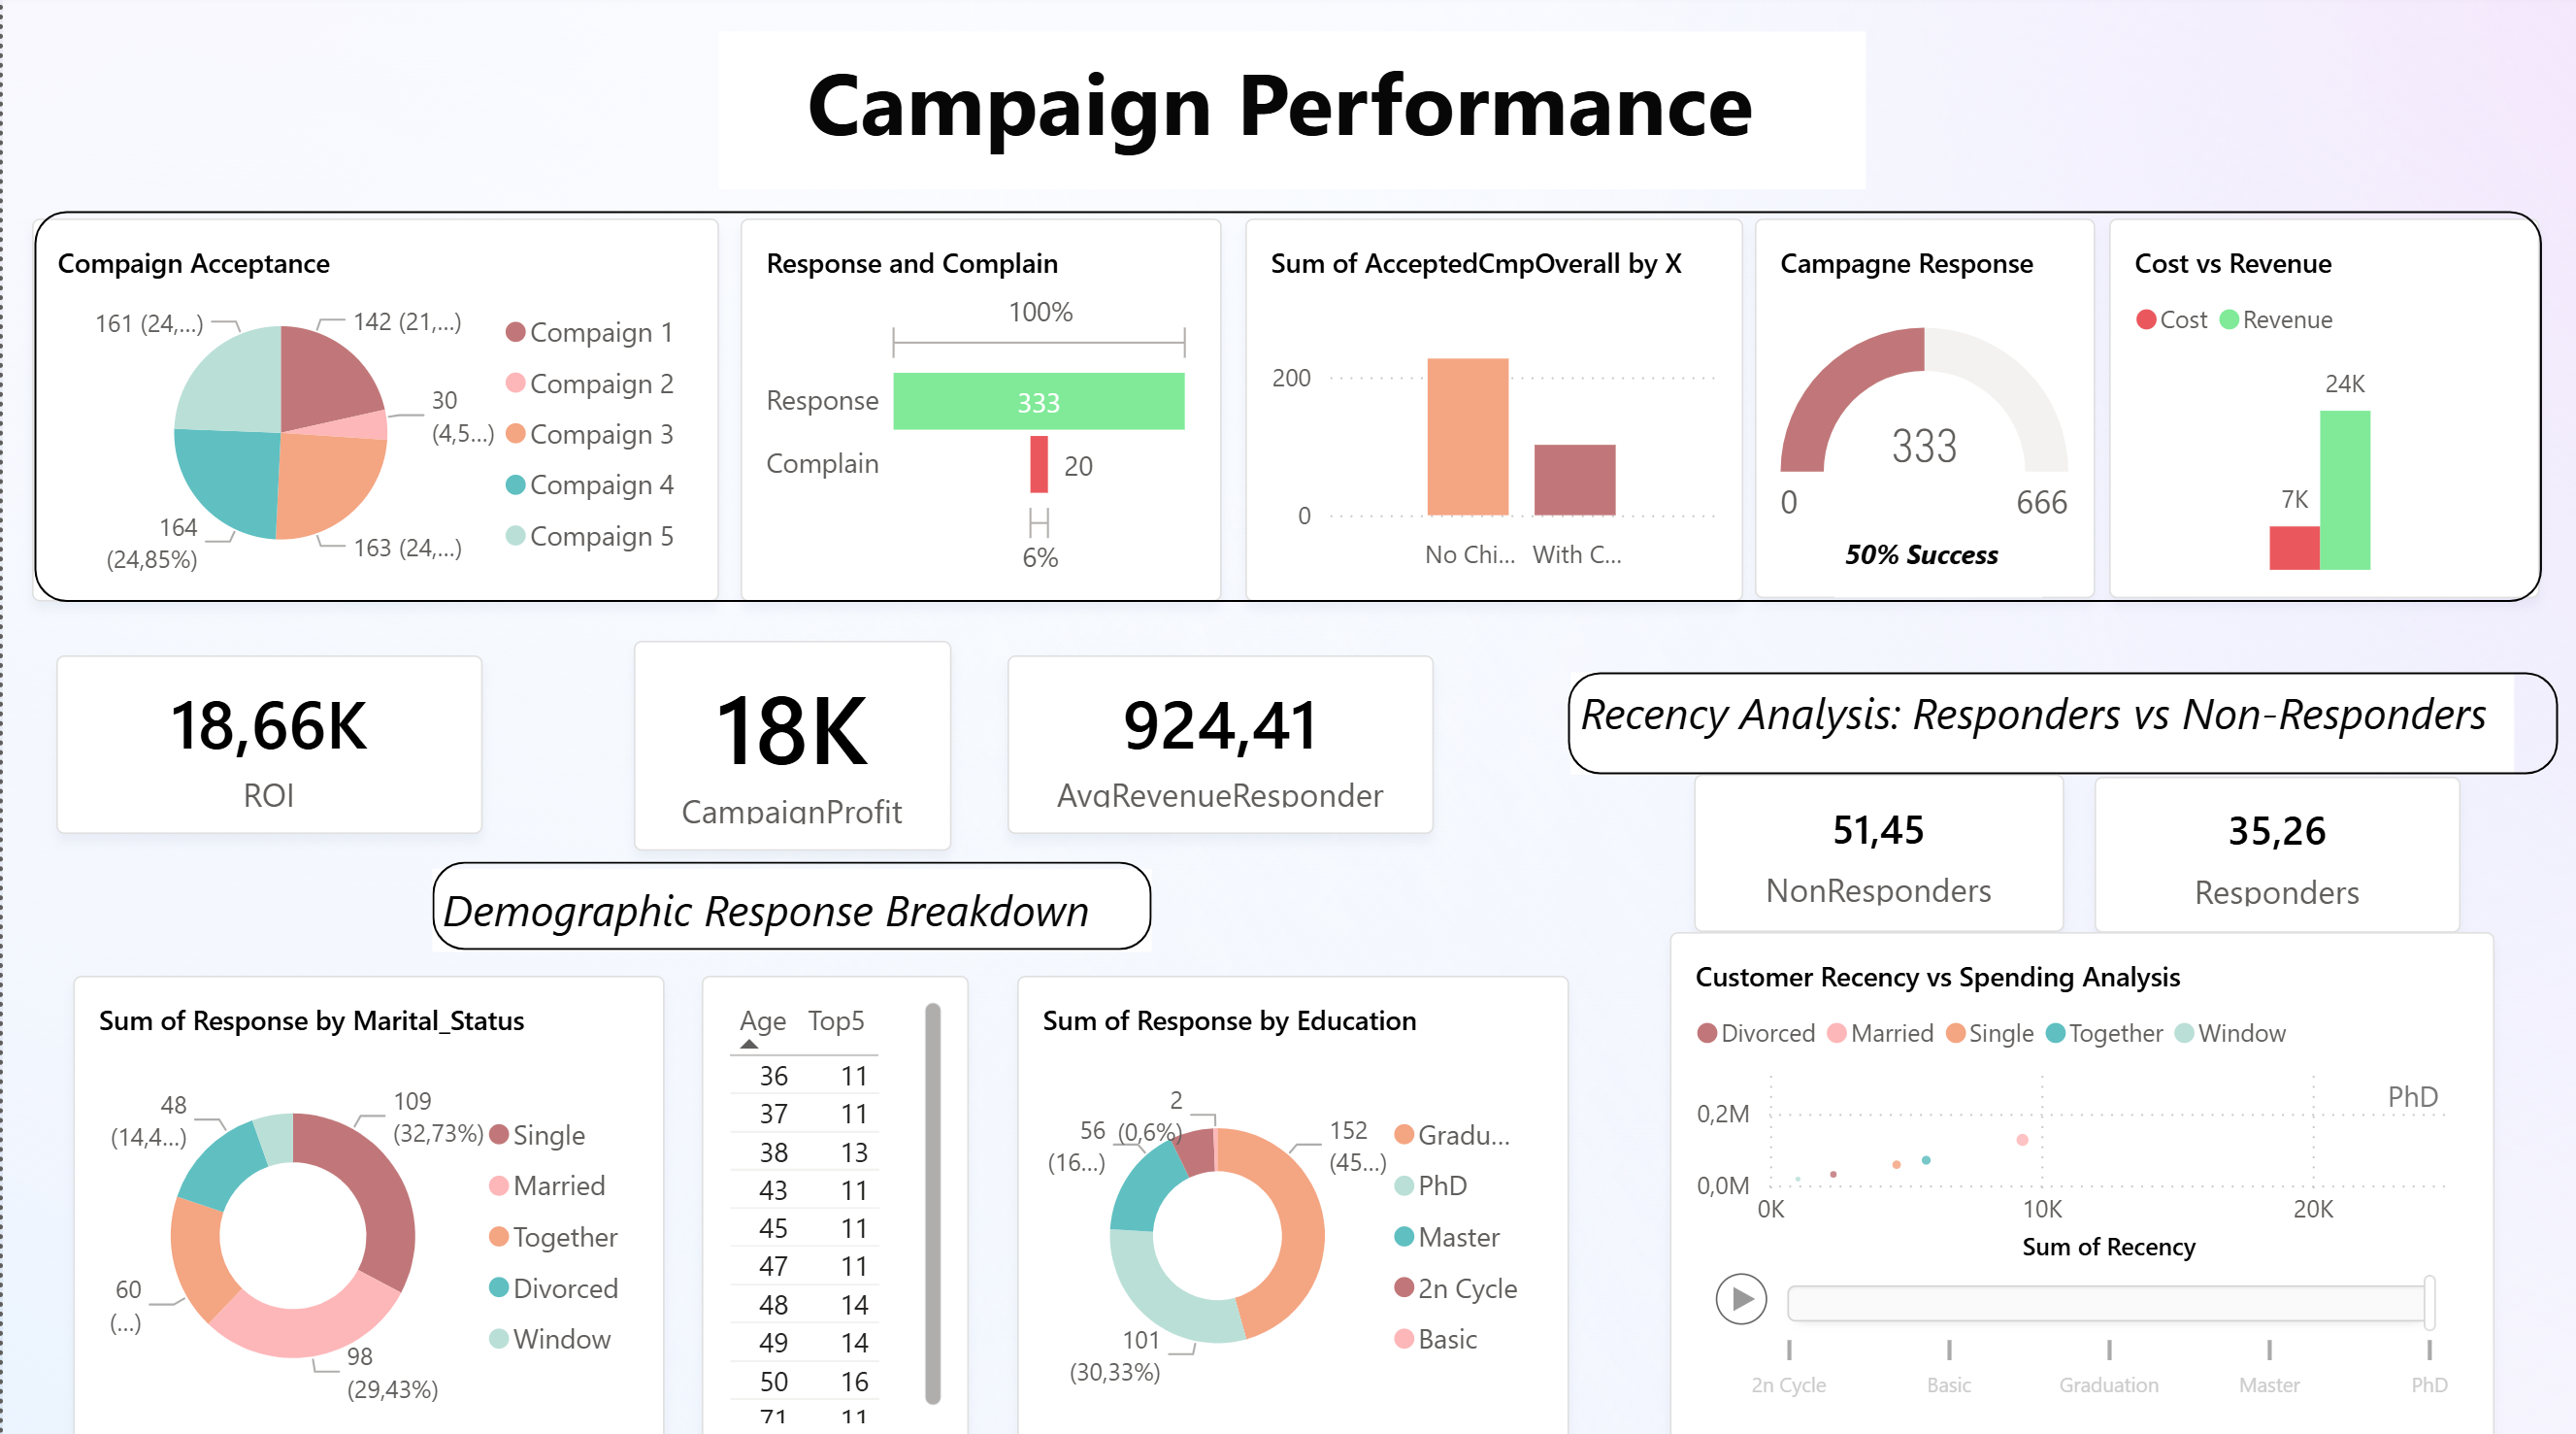 Campaign Performance
Compaign Acceptance
161 (24,...)
142 (21,...)
30
(4,5...)
164
(24,85%)
163 (24,...)
Compaign 1
Compaign 2
Compaign 3
Compaign 4
Compaign 5
Response and Complain
100%
Response
333
Complain
20
6%
Sum of AcceptedCmpOverall by X
200
0
No Chi...
With C...
Campagne Response
333
0
666
50% Success
Cost vs Revenue
Cost
Revenue
24K
7K
18,66K
ROI
18K
CampaignProfit
924,41
AvgRevenueResponder
Recency Analysis: Responders vs Non-Responders
51,45
NonResponders
35,26
Responders
Demographic Response Breakdown
Sum of Response by Marital_Status
48
(14,4...)
109
(32,73%)
60
(...)
98
(29,43%)
Single
Married
Together
Divorced
Window
Age Top5
36 11
37 11
38 13
43 11
45 11
47 11
48 14
49 14
50 16
71 11
Sum of Response by Education
2
(0,6%)
56
(16...)
152
(45...)
101
(30,33%)
Gradu...
PhD
Master
2n Cycle
Basic
Customer Recency vs Spending Analysis
Divorced Married Single Together Window
PhD
0,2M
0,0M
0K
10K
20K
Sum of Recency
2n Cycle
Basic
Graduation
Master
PhD